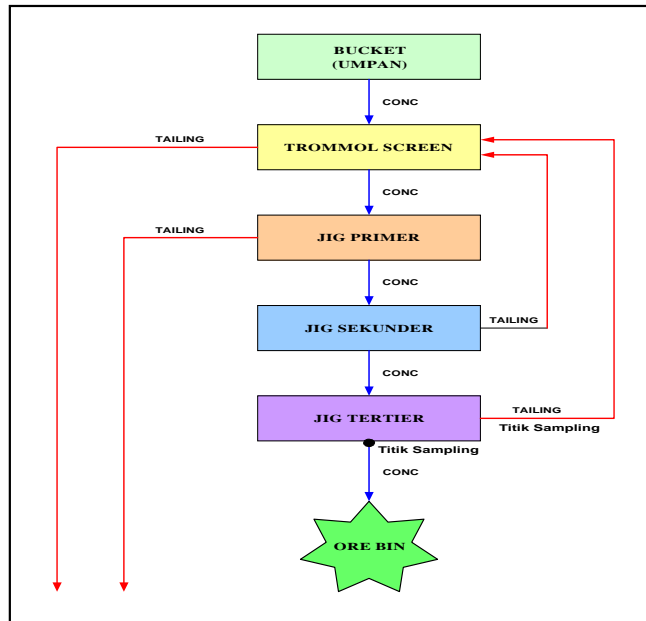 BUCKET
(UMPAN)
CONC
TAILING
TROMMOL SCREEN
CONC
TAILING
JIG PRIMER
CONC
JIG SEKUNDER
TAILING
CONC
JIG TERTIER
TAILING
Titik Sampling
Titik Sampling
CONC
ORE BIN